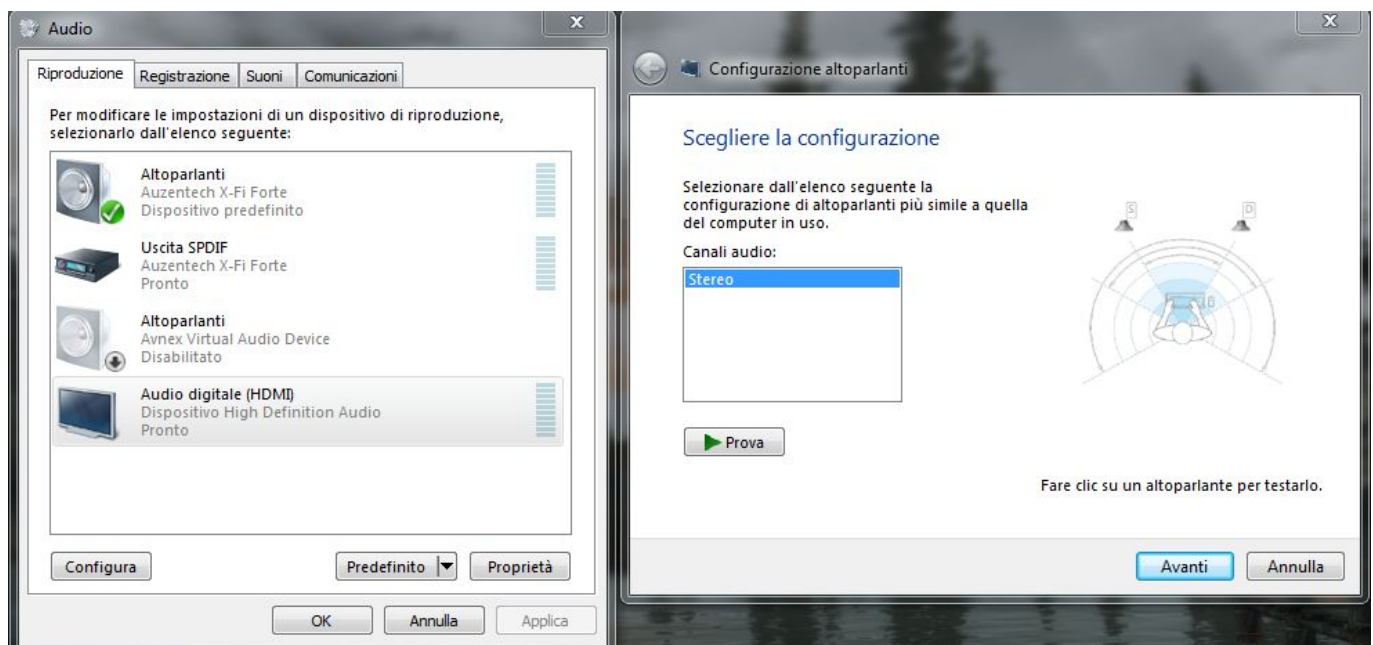 Audio
Riproduzione Registrazione Suoni Comunicazioni
Per modificare le impostazioni di un dispositivo di riproduzione,
selezionarlo dall'elenco seguente:
Altoparlanti
Auzentech X-Fi Forte
Dispositivo predefinito
Uscita SPDIF
Auzentech X-Fi Forte
Pronto
Altoparlanti
Avnex Virtual Audio Device
Disabilitato
Audio digitale (HDMI)
Dispositivo High Definition Audio
Pronto
Configura Predefinito Proprietà
OK Annulla Applica
Configurazione altoparlanti
Scegliere la configurazione
Selezionare dall'elenco seguente la
configurazione di altoparlanti più simile a quella
del computer in uso.
Canali audio:
Stereo
S D
Prova
Fare clic su un altoparlante per testarlo.
Avanti Annulla